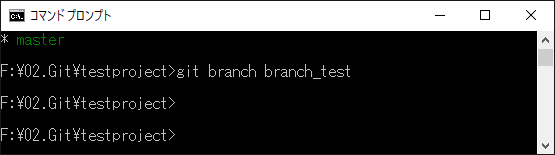 コマンドプロンプト
* master
F:¥02.Git¥testproject>git branch branch_test
F:¥02.Git¥testproject>
F:¥02.Git¥testproject>